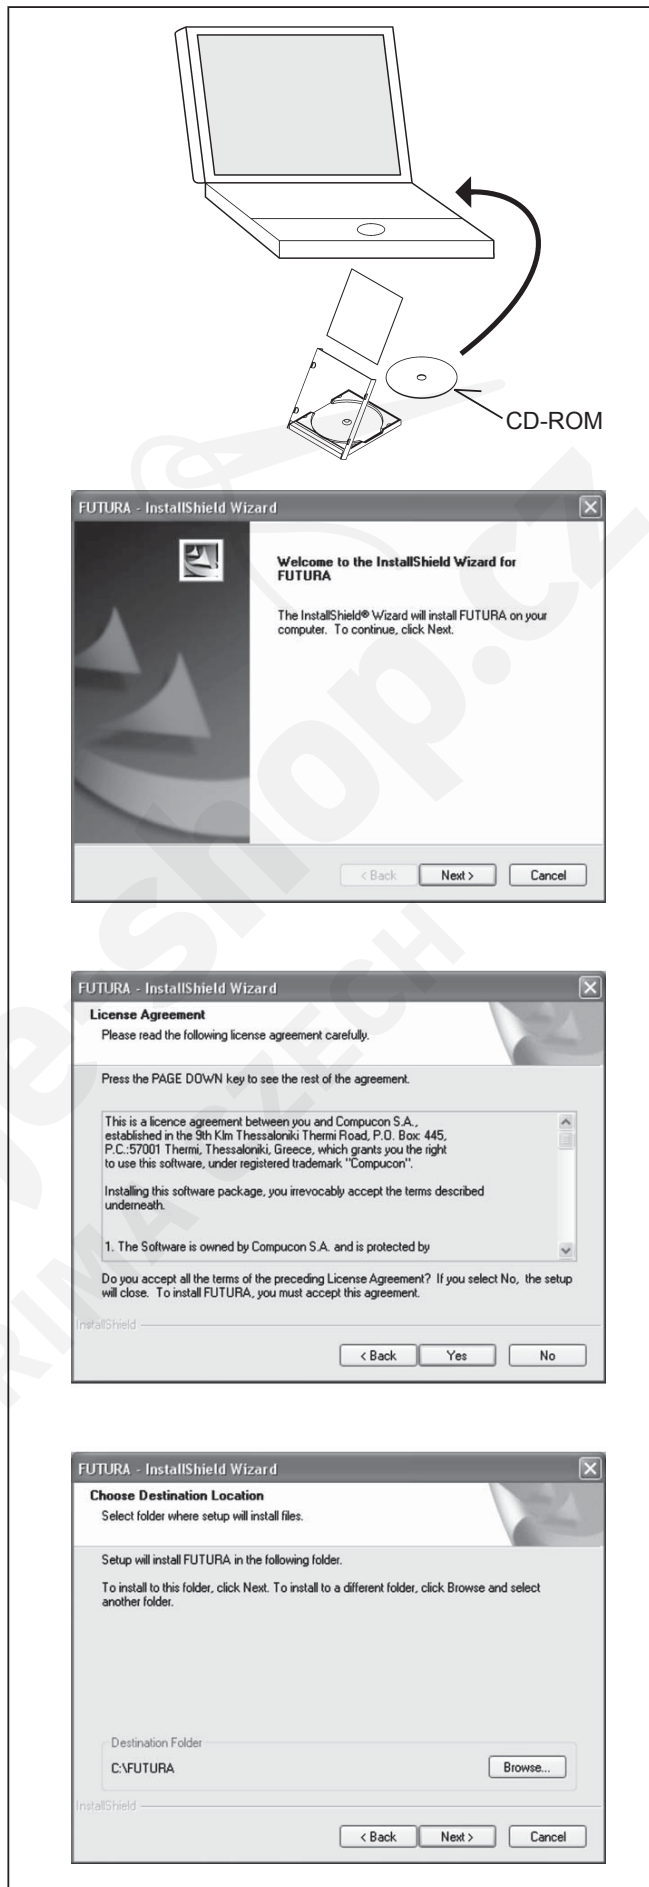 CD-ROM
FUTURA - InstallShield Wizard
Welcome to the InstallShield Wizard for
FUTURA
The InstallShield® Wizard will install FUTURA on your
computer. To continue, click Next.
< Back Next > Cancel
FUTURA - InstallShield Wizard
License Agreement
Please read the following license agreement carefully.
Press the PAGE DOWN key to see the rest of the agreement.
This is a licence agreement between you and Compucon S.A.,
established in the 9th Klm Thessaloniki Thermi Road, P.O. Box: 445,
P.C.:57001 Thermi, Thessaloniki, Greece, which grants you the right
to use this software, under registered trademark "Compucon".
Installing this software package, you irrevocably accept the terms described
underneath.
1. The Software is owned by Compucon S.A. and is protected by
Do you accept all the terms of the preceding License Agreement? If you select No, the setup
will close. To install FUTURA, you must accept this agreement.
InstallShield
< Back Yes No
FUTURA - InstallShield Wizard
Choose Destination Location
Select folder where setup will install files.
Setup will install FUTURA in the following folder.
To install to this folder, click Next. To install to a different folder, click Browse and select
another folder.
Destination Folder
C:\FUTURA Browse...
InstallShield
< Back Next > Cancel
e-shop.cz
RIMA CZECH